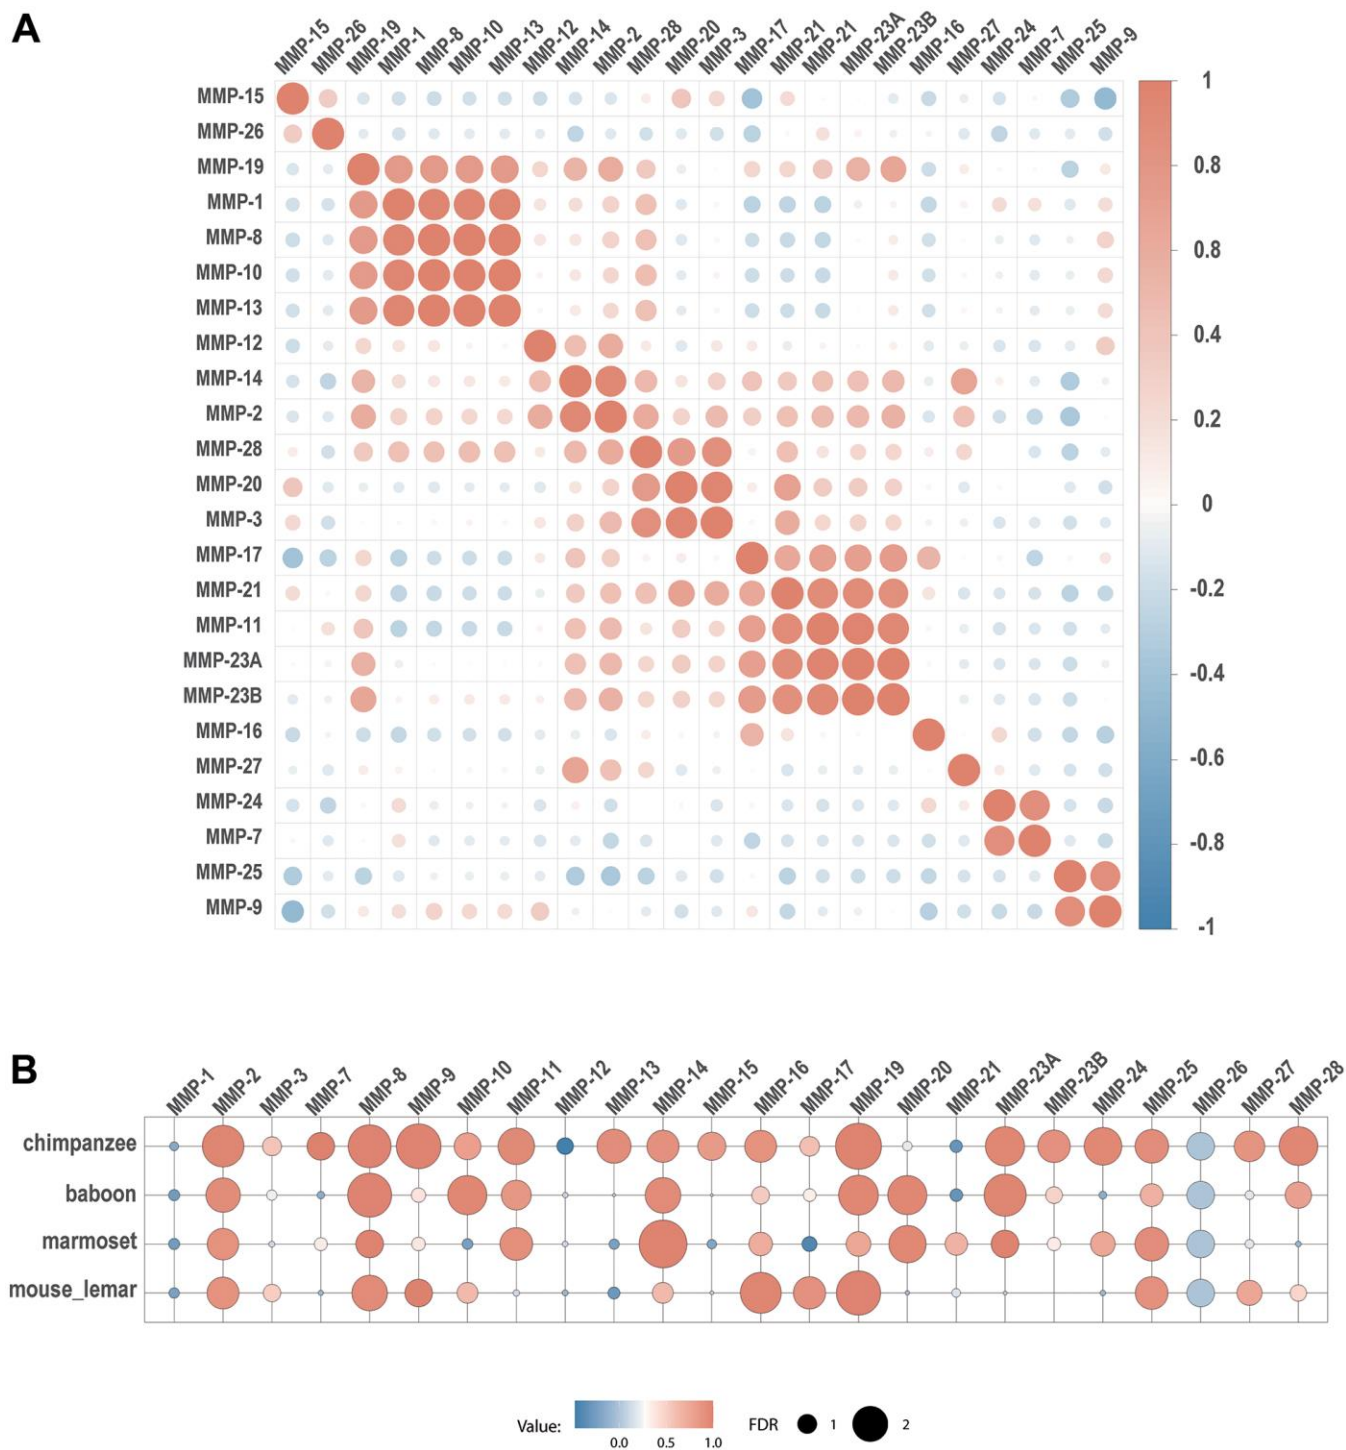 A
MMP-15 MMP-26 MMP-19 MMP-1 MMP-8 MMP-10 MMP-13 MMP-12 MMP-14 MMP-2 MMP-28 MMP-20 MMP-3 MMP-17 MMP-21 MMP-21 MMP-23A MMP-23B MMP-16 MMP-27 MMP-24 MMP-7 MMP-25 MMP-9
MMP-15
MMP-26
MMP-19
MMP-1
MMP-8
MMP-10
MMP-13
MMP-12
MMP-14
MMP-2
MMP-28
MMP-20
MMP-3
MMP-17
MMP-21
MMP-11
MMP-23A
MMP-23B
MMP-16
MMP-27
MMP-24
MMP-7
MMP-25
MMP-9
1
0.8
0.8
0.4
0.2
0
-0.2
-0.4
-0.6
-0.8
-1
B
MMP-1 MMP-2 MMP-3 MMP-7 MMP-8 MMP-9 MMP-10 MMP-11 MMP-12 MMP-13 MMP-14 MMP-15 MMP-16 MMP-17 MMP-19 MMP-20 MMP-21 MMP-23A MMP-23B MMP-24 MMP-25 MMP-26 MMP-27 MMP-28
chimpanzee
baboon
marmoset
mouse_lemar
Value: FDR 1 2
0.0 0.5 1.0